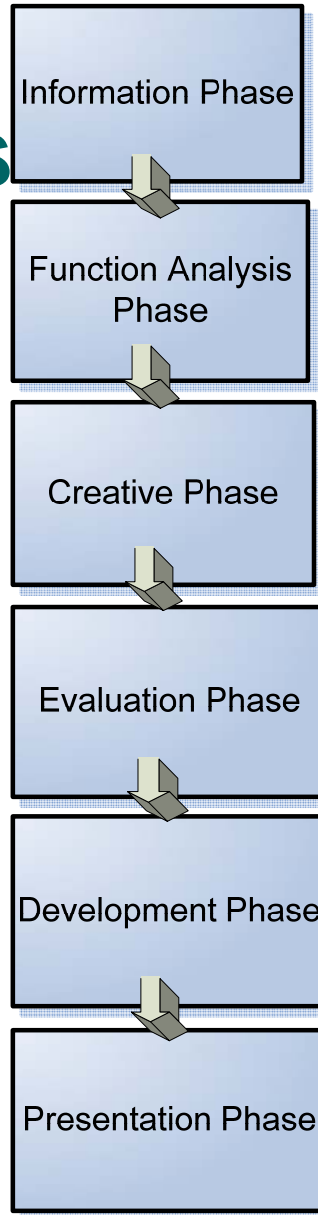 Information Phase
s
Function Analysis
Phase
Creative Phase
Evaluation Phase
Development Phase
Presentation Phase